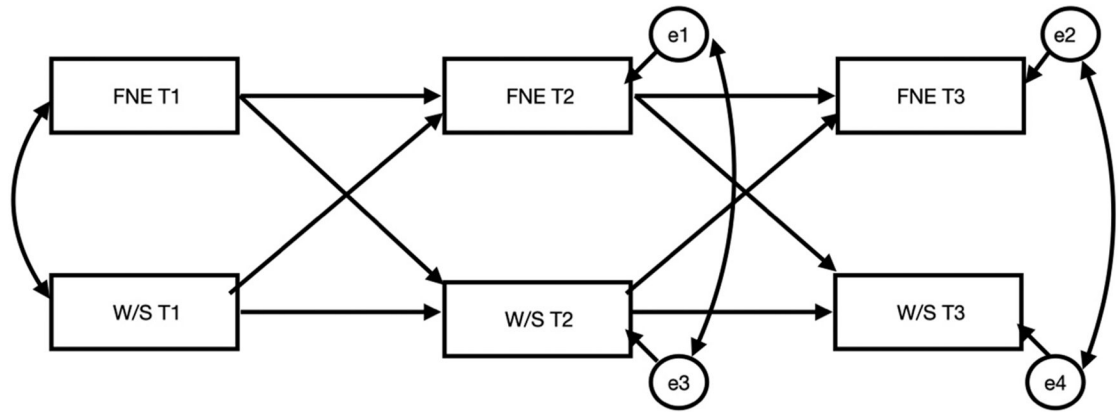 e1
e2
FNE T1
FNE T2
FNE T3
W/S T1
W/S T2
W/S T3
e3
e4